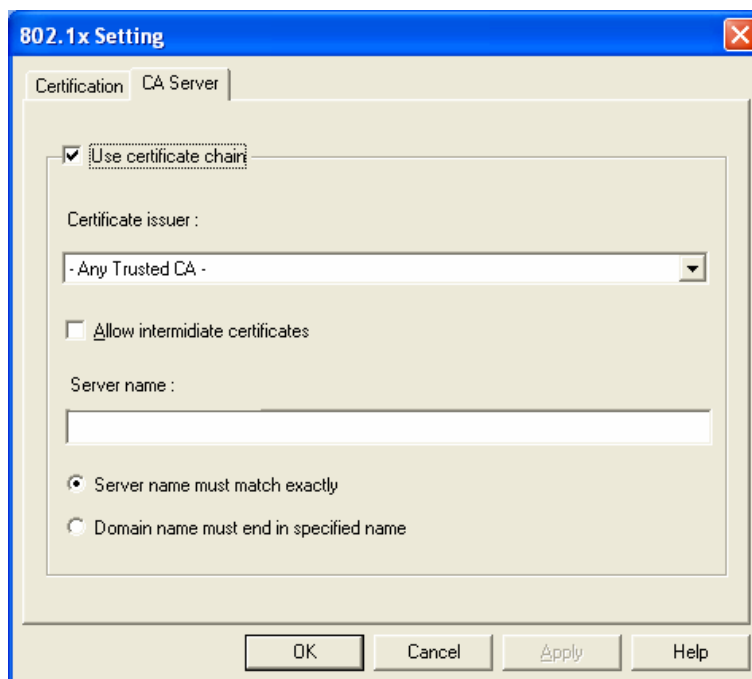 802.1x Setting
Certification
CA Server
Use certificate chain
Certificate issuer :
- Any Trusted CA -
Allow intermidiate certificates
Server name :
Server name must match exactly
Domain name must end in specified name
OK
Cancel
Apply
Help